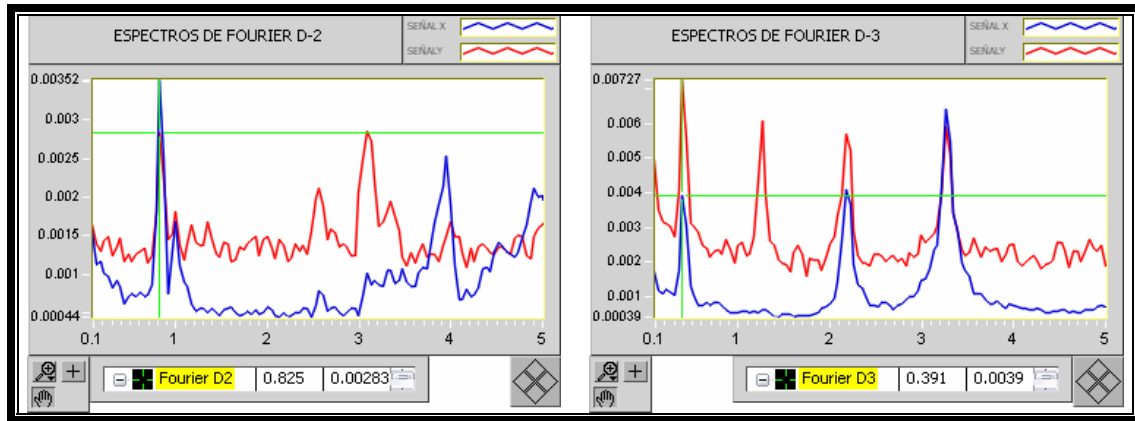 ESPECTROS DE FOURIER D-2
SEÑAL X
SEÑALY
0.00352
0.003
0.0025
0.002
0.0015
0.001
0.00044
0.1 1 2 3 4 5
Fourier D2 0.825 0.00283
ESPECTROS DE FOURIER D-3
SEÑAL X
SEÑALY
0.00727
0.006
0.005
0.004
0.003
0.002
0.001
0.00039
0.1 1 2 3 4 5
Fourier D3 0.391 0.0039